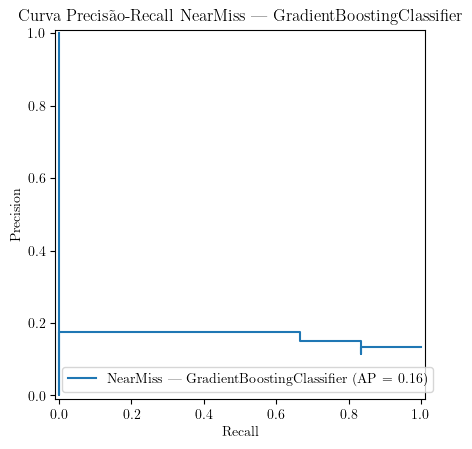 Curva Precisão-Recall NearMiss — GradientBoostingClassifier
1.0
0.8
0.6
0.4
0.2
0.0
Precision
NearMiss — GradientBoostingClassifier (AP = 0.16)
0.0 0.2 0.4 0.6 0.8 1.0
Recall